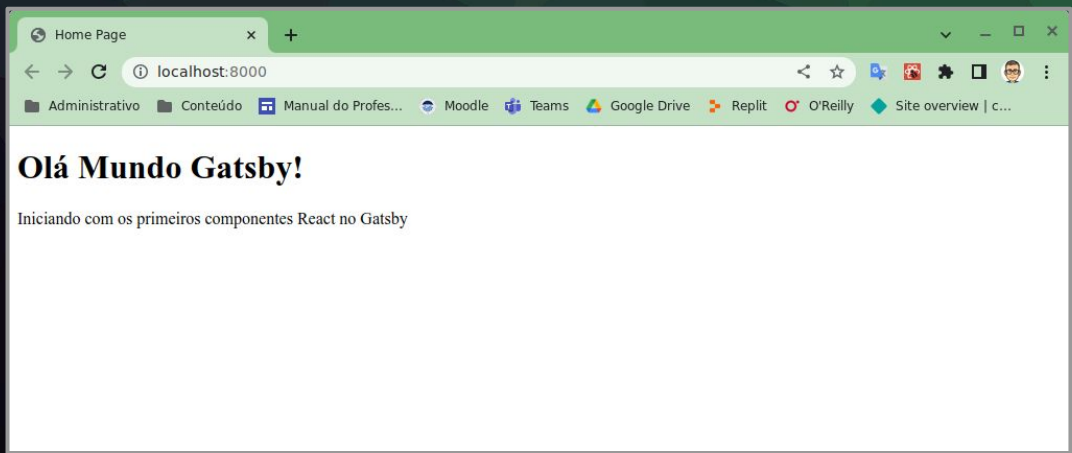 Home Page
localhost:8000
Administrativo Conteúdo Manual do Profes... Moodle Teams Google Drive Replit O'Reilly Site overview | c...
Olá Mundo Gatsby!
Iniciando com os primeiros componentes React no Gatsby